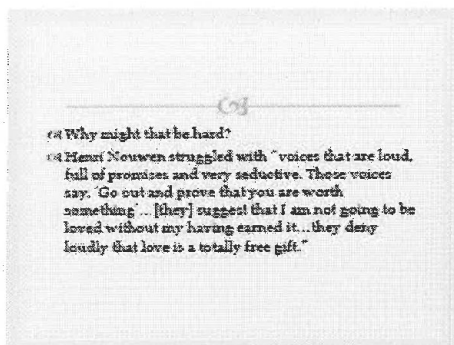 Why might that be hard?
Henri Nouwen struggled with "voices that are loud,
full of promises and very seductive. Those voices
say, 'Go out and prove that you are worth
something'... [they] suggest that I am not going to be
loved without my having earned it...they deny
loudly that love is a totally free gift."